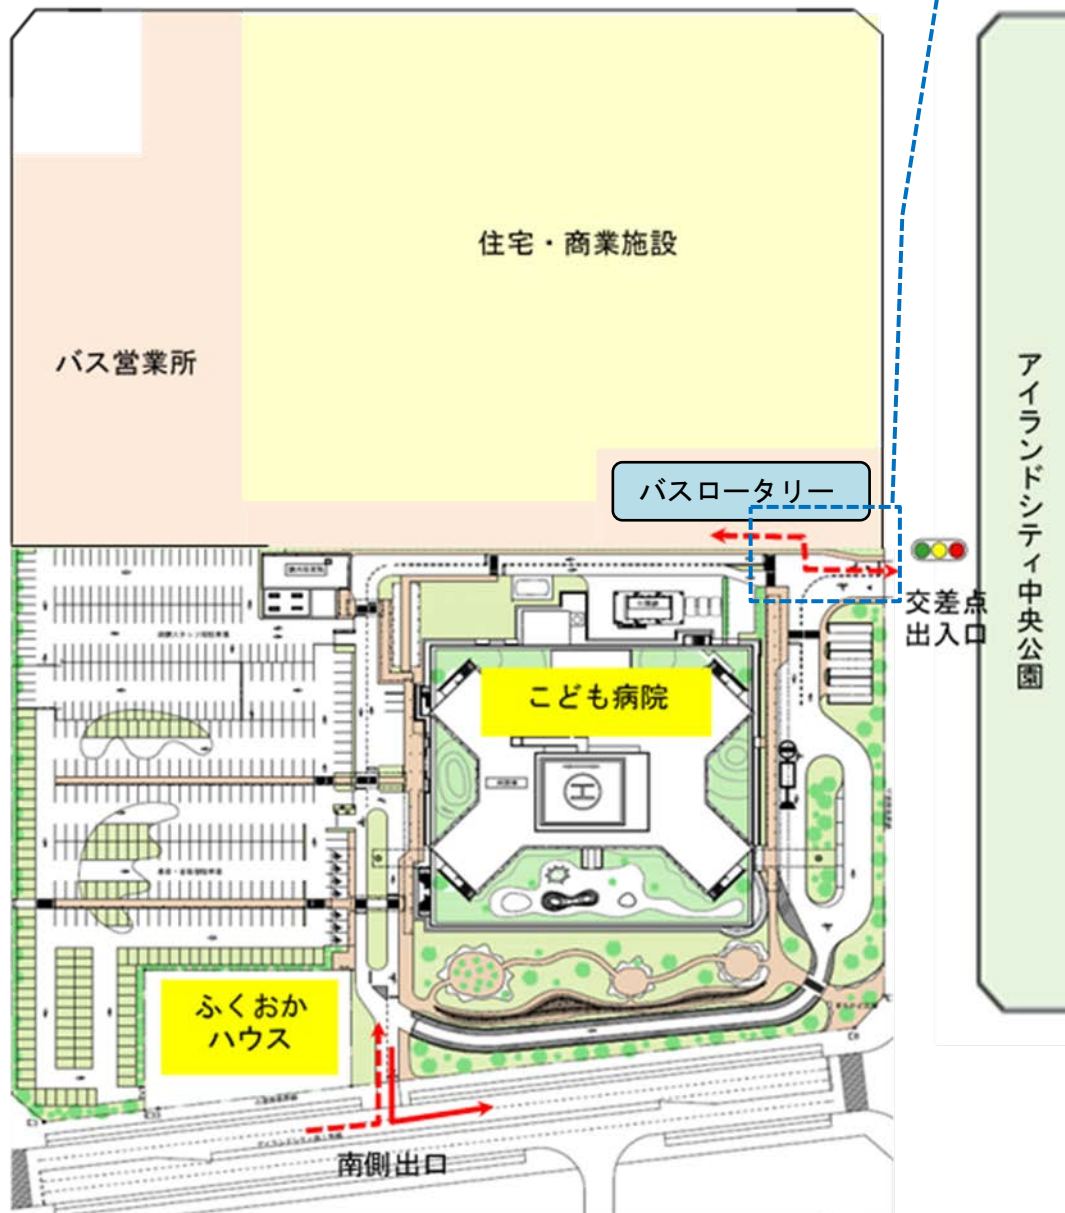 住宅・商業施設
バス営業所
バスロータリー
アイランドシティ中央公園
交差点
出入口
こども病院
H
ふくおか
ハウス
南側出口